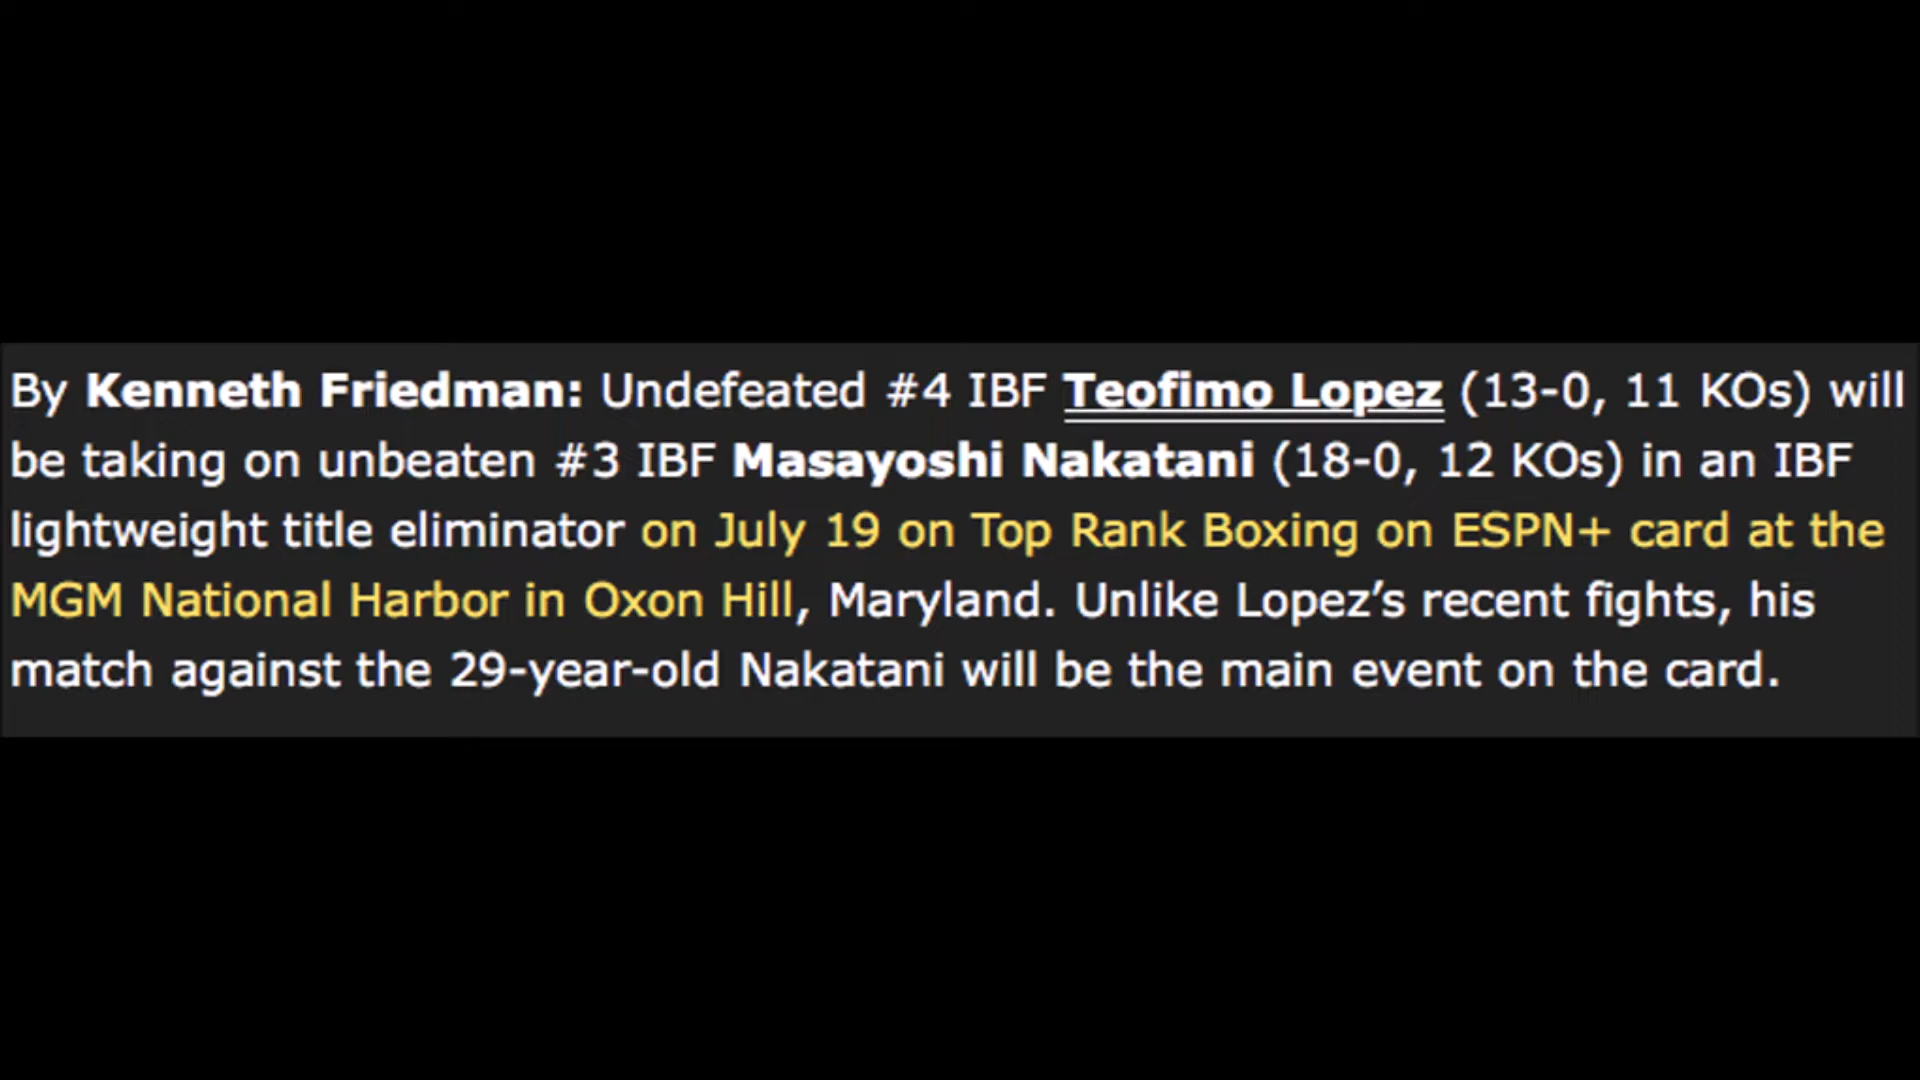 By Kenneth Friedman: Undefeated #4 IBF Teofimo Lopez (13-0, 11 KOs) will
be taking on unbeaten #3 IBF Masayoshi Nakatani (18-0, 12 KOs) in an IBF
lightweight title eliminator on July 19 on Top Rank Boxing on ESPN+ card at the
MGM National Harbor in Oxon Hill, Maryland. Unlike Lopez’s recent fights, his
match against the 29-year-old Nakatani will be the main event on the card.